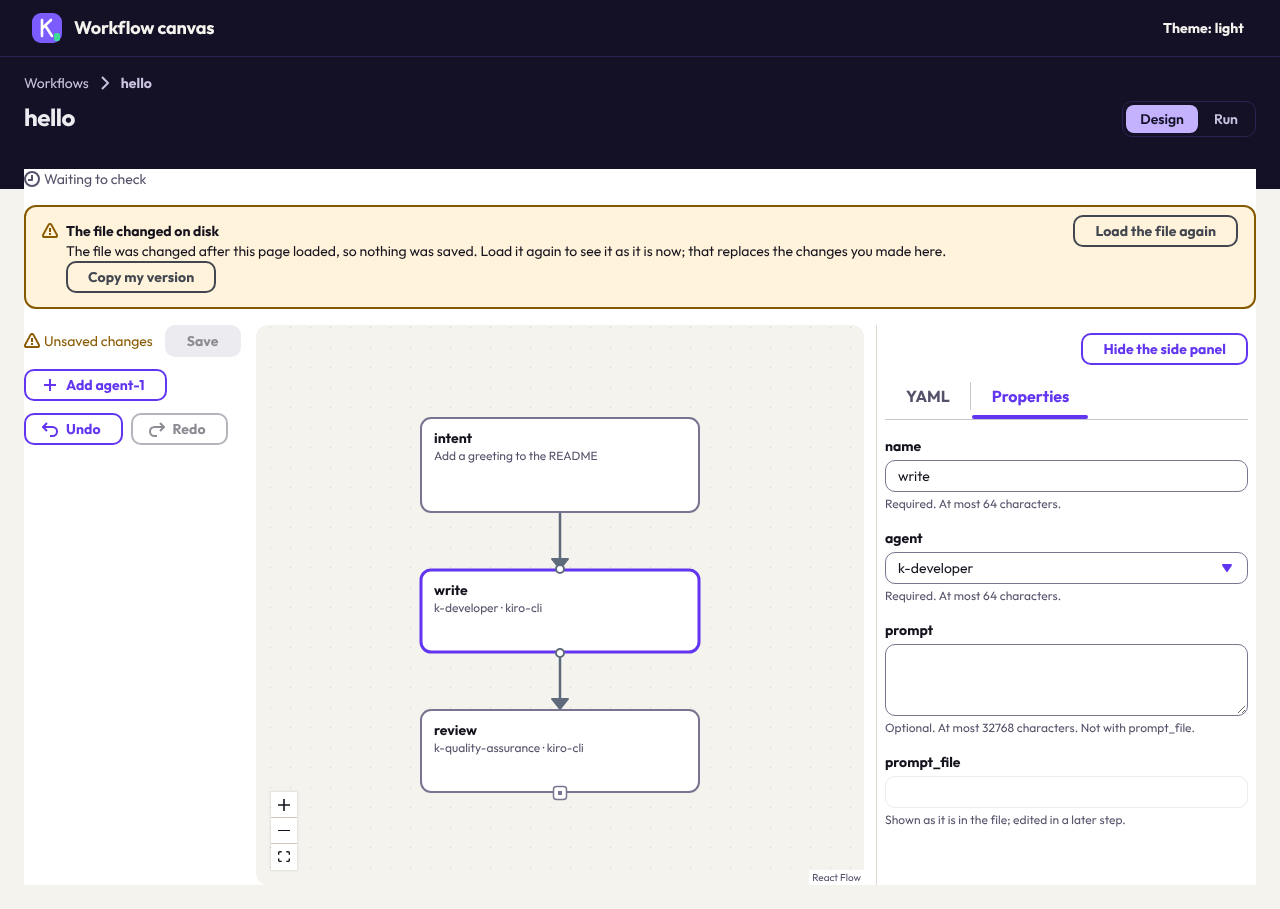 Workflow canvas
Theme: light
Workflows
hello
hello
Design
Run
Waiting to check
The file changed on disk
The file was changed after this page loaded, so nothing was saved. Load it again to see it as it is now; that replaces the changes you made here.
Load the file again
Copy my version
Unsaved changes
Save
Add agent-1
Undo
Redo
intent
Add a greeting to the README
write
k-developer · kiro-cli
review
k-quality-assurance · kiro-cli
React Flow
Hide the side panel
YAML
Properties
name
write
Required. At most 64 characters.
agent
k-developer
Required. At most 64 characters.
prompt
Optional. At most 32768 characters. Not with prompt_file.
prompt_file
Shown as it is in the file; edited in a later step.